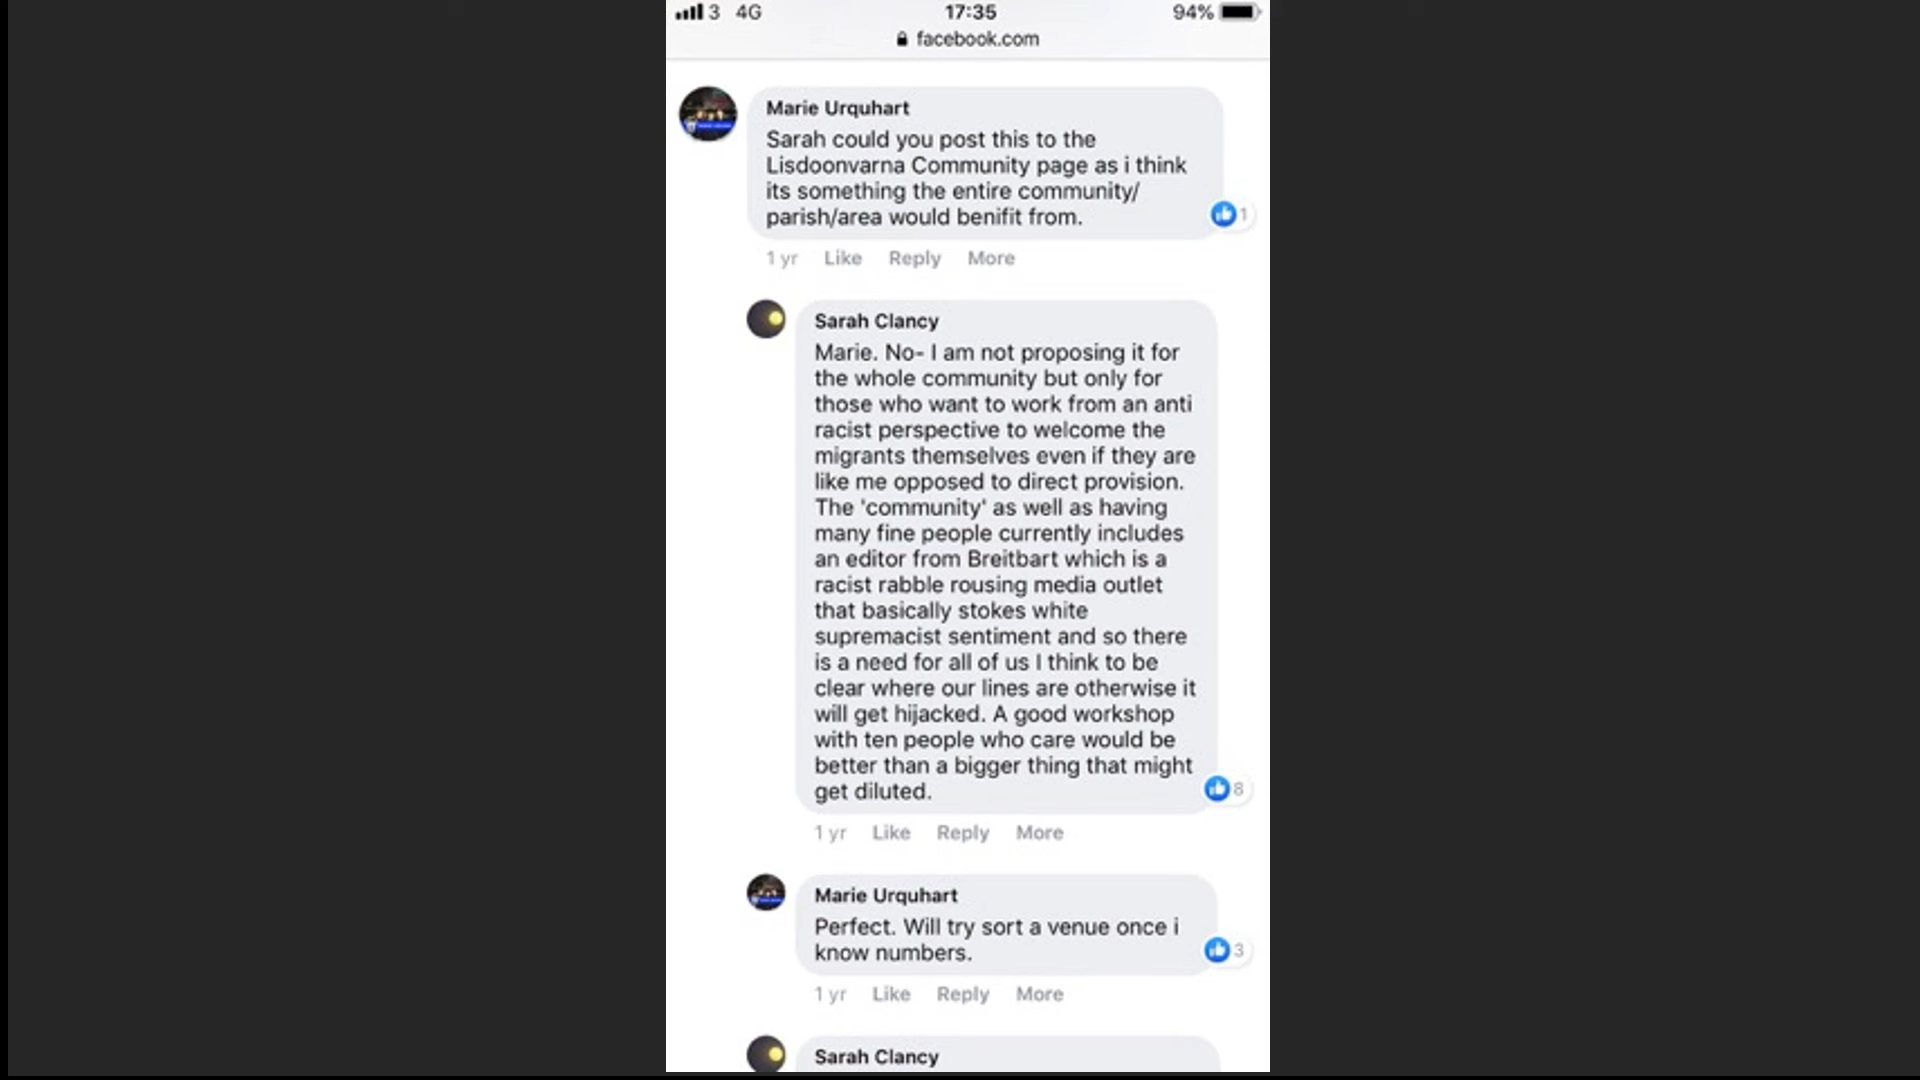 3 4G 17:35 94%
facebook.com
Marie Urquhart
Sarah could you post this to the
Lisdoonvarna Community page as i think
its something the entire community/
parish/area would benifit from.
1
1 yr Like Reply More
Sarah Clancy
Marie. No- I am not proposing it for
the whole community but only for
those who want to work from an anti
racist perspective to welcome the
migrants themselves even if they are
like me opposed to direct provision.
The 'community' as well as having
many fine people currently includes
an editor from Breitbart which is a
racist rabble rousing media outlet
that basically stokes white
supremacist sentiment and so there
is a need for all of us I think to be
clear where our lines are otherwise it
will get hijacked. A good workshop
with ten people who care would be
better than a bigger thing that might
get diluted.
8
1 yr Like Reply More
Marie Urquhart
Perfect. Will try sort a venue once i
know numbers.
3
1 yr Like Reply More
Sarah Clancy